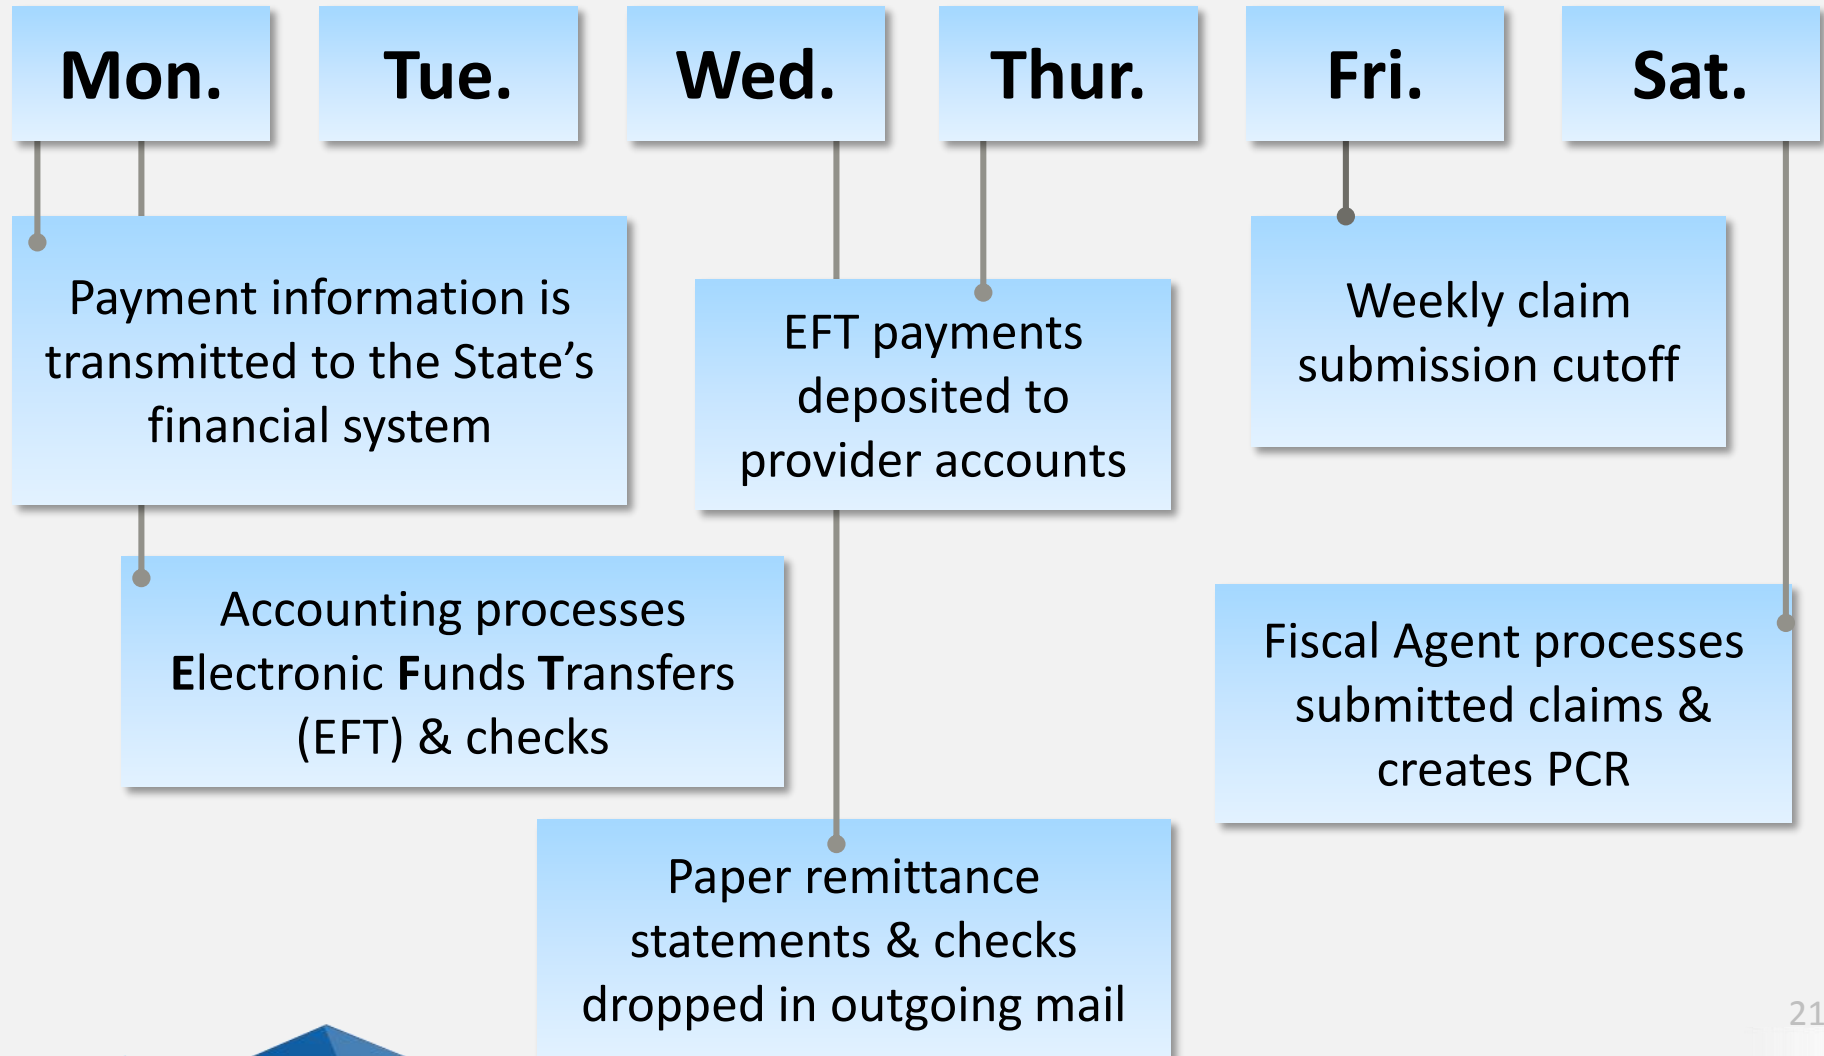 Mon.
Tue.
Wed.
Thur.
Fri.
Sat.
Payment information is
transmitted to the State’s
financial system
EFT payments
deposited to
provider accounts
Weekly claim
submission cutoff
Accounting processes
Electronic Funds Transfers
(EFT) & checks
Fiscal Agent processes
submitted claims &
creates PCR
Paper remittance
statements & checks
dropped in outgoing mail
21